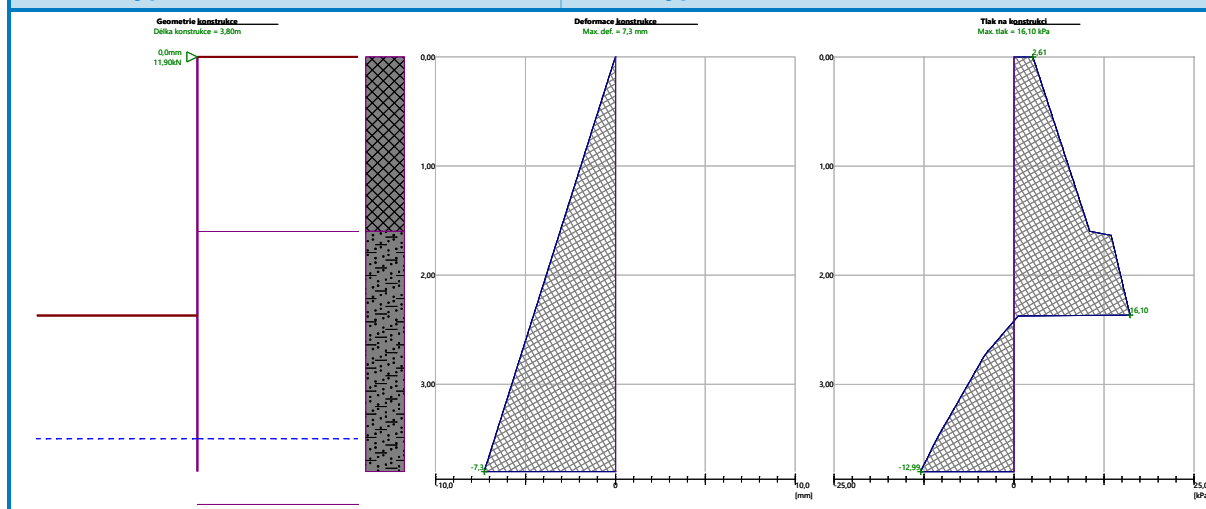 Geometrie konstrukce
Délka konstrukce = 3,80m
0,0mm
11,90kN
Deformace konstrukce
Max. def. = 7,3 mm
0,00
1,00
2,00
3,00
-7,3
-10,0
0
10,0
[mm]
Tlak na konstrukci
Max. tlak = 16,10 kPa
2,61
0,00
1,00
2,00
16,10
3,00
-12,99
-25,00
0